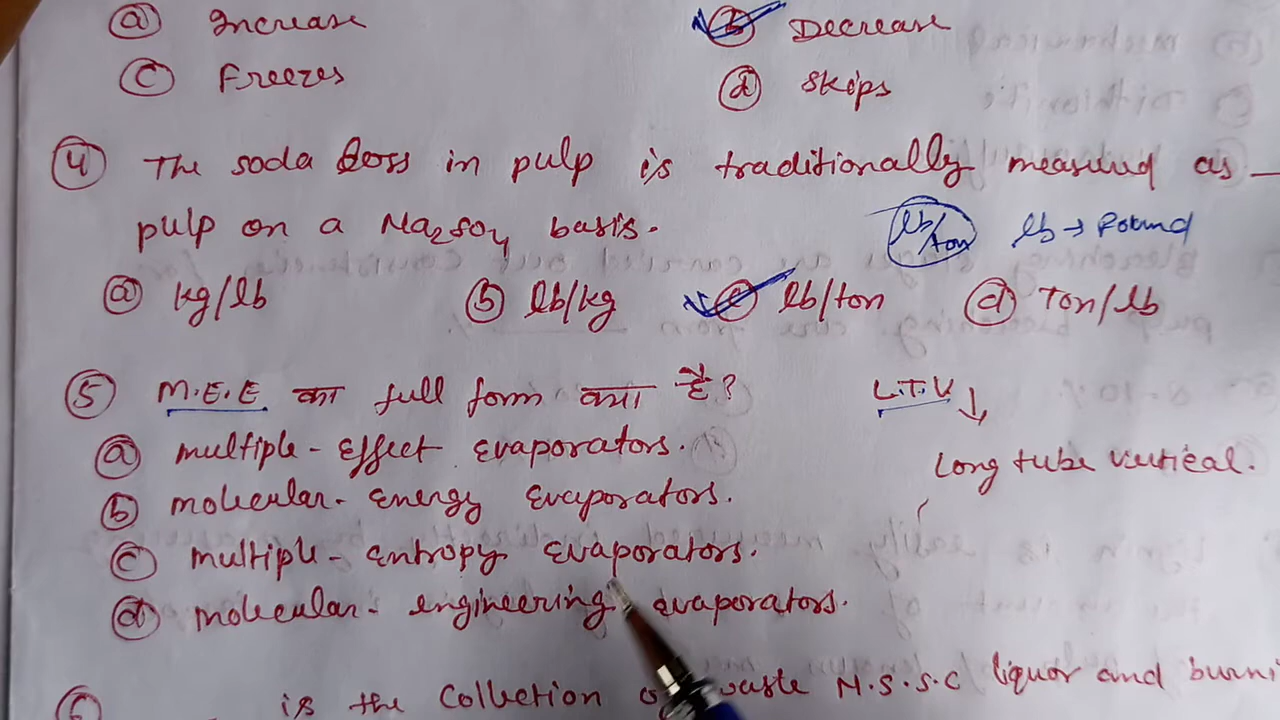 ⓐ Increase ⓑ Decrease
ⓒ Freezes ⓓ Skips
④ The soda loss in pulp is traditionally measured as _
pulp on a Na2SO4 basis. lb/ton lb → Pound
ⓐ kg/lb ⓑ lb/kg ⓒ lb/ton ⓓ Ton/lb
⑤ M.E.E का full form क्या है? L.T.V ↓
ⓐ multiple-Effect Evaporators.
Long tube vertical.
ⓑ molecular-Energy Evaporators.
ⓒ multiple-entropy Evaporators.
ⓓ molecular-engineering evaporators.
⑥ _ is the Collection of waste N.S.S.C liquor and burni